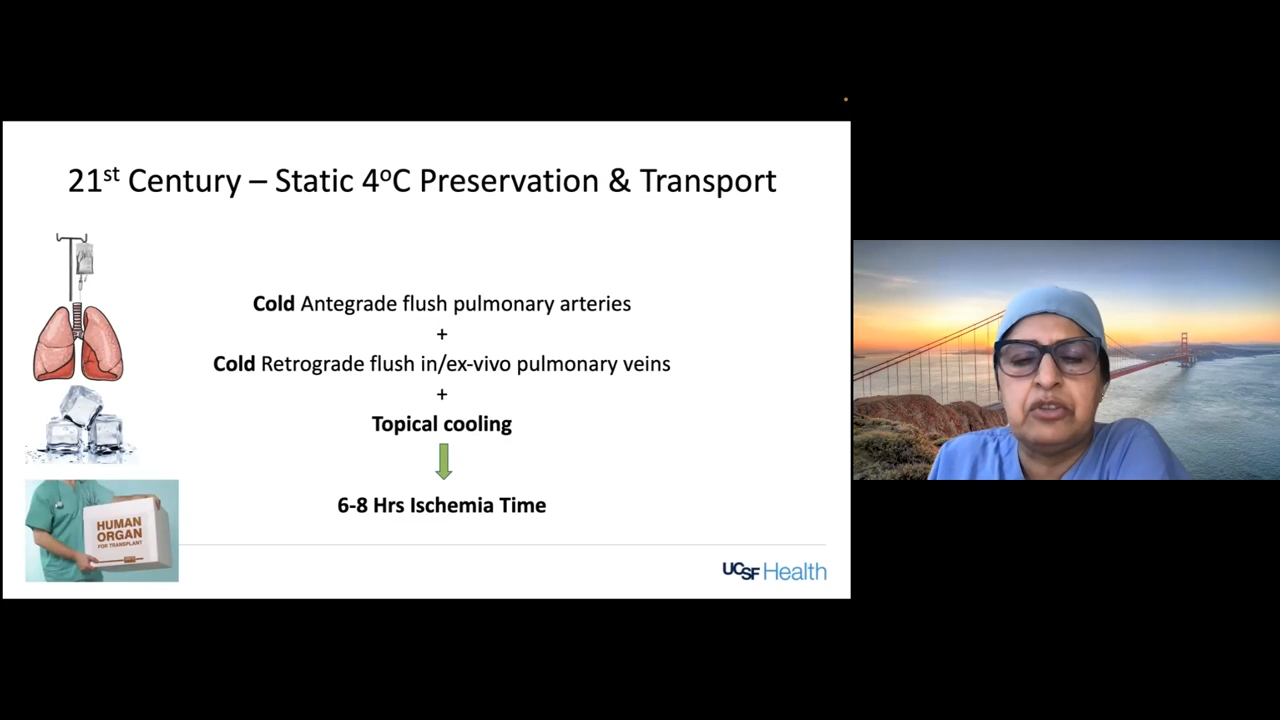 21st Century – Static 4oC Preservation & Transport
Cold Antegrade flush pulmonary arteries
+
Cold Retrograde flush in/ex-vivo pulmonary veins
+
Topical cooling
6-8 Hrs Ischemia Time
HUMAN
ORGAN
FOR TRANSPLANT
UCSF Health